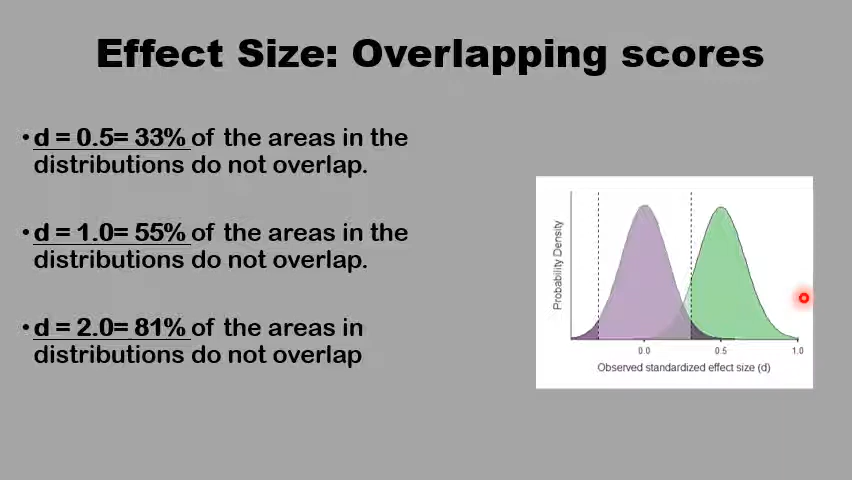 Effect Size: Overlapping scores
•d = 0.5= 33% of the areas in the
distributions do not overlap.
•d = 1.0= 55% of the areas in the
distributions do not overlap.
•d = 2.0= 81% of the areas in
distributions do not overlap
Probability Density
0.0 0.5 1.0
Observed standardized effect size (d)